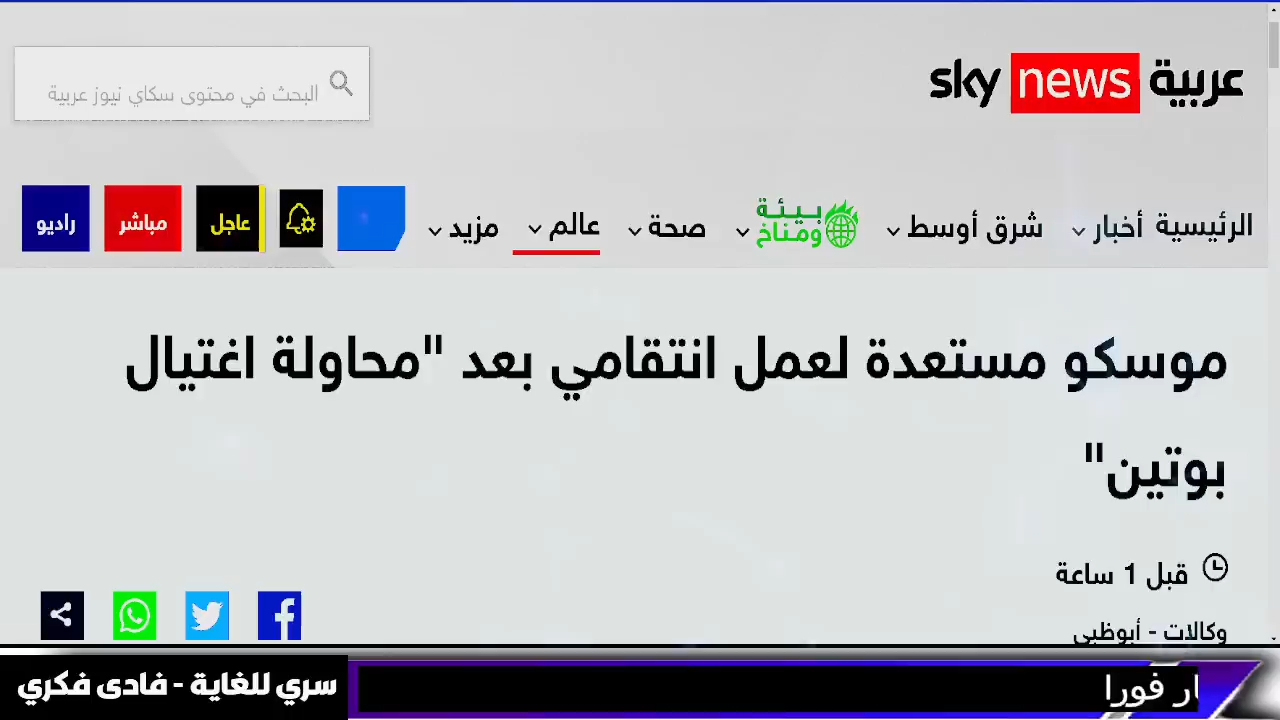 sky news عربية
البحث في محتوى سكاي نيوز عربية
الرئيسية أخبار شرق أوسط بيئة ومناخ صحة عالم مزيد عاجل مباشر راديو
موسكو مستعدة لعمل انتقامي بعد "محاولة اغتيال
بوتين"
قبل 1 ساعة
وكالات - أبوظبي
سري للغاية - فادى فكري
فورا